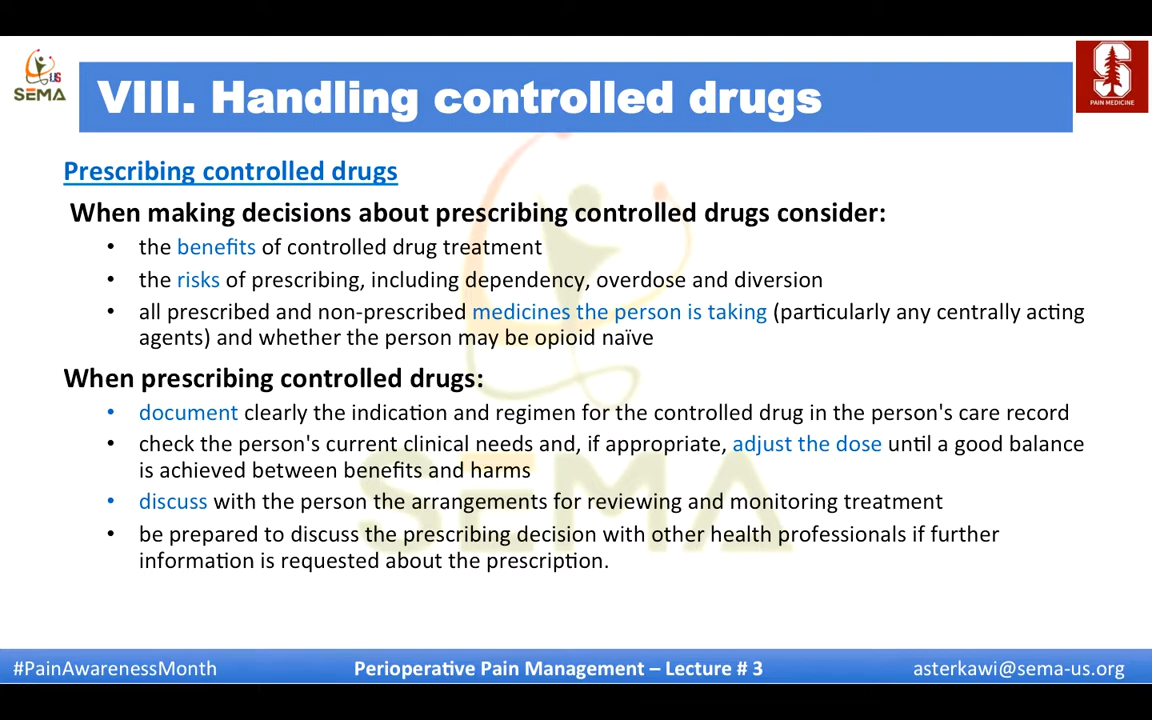 US
SEMA
VIII. Handling controlled drugs
S
PAIN MEDICINE
Prescribing controlled drugs
When making decisions about prescribing controlled drugs consider:
• the benefits of controlled drug treatment
• the risks of prescribing, including dependency, overdose and diversion
• all prescribed and non-prescribed medicines the person is taking (particularly any centrally acting
agents) and whether the person may be opioid naïve
When prescribing controlled drugs:
• document clearly the indication and regimen for the controlled drug in the person's care record
• check the person's current clinical needs and, if appropriate, adjust the dose until a good balance
is achieved between benefits and harms
• discuss with the person the arrangements for reviewing and monitoring treatment
• be prepared to discuss the prescribing decision with other health professionals if further
information is requested about the prescription.
SEMA
#PainAwarenessMonth
Perioperative Pain Management – Lecture # 3
asterkawi@sema-us.org